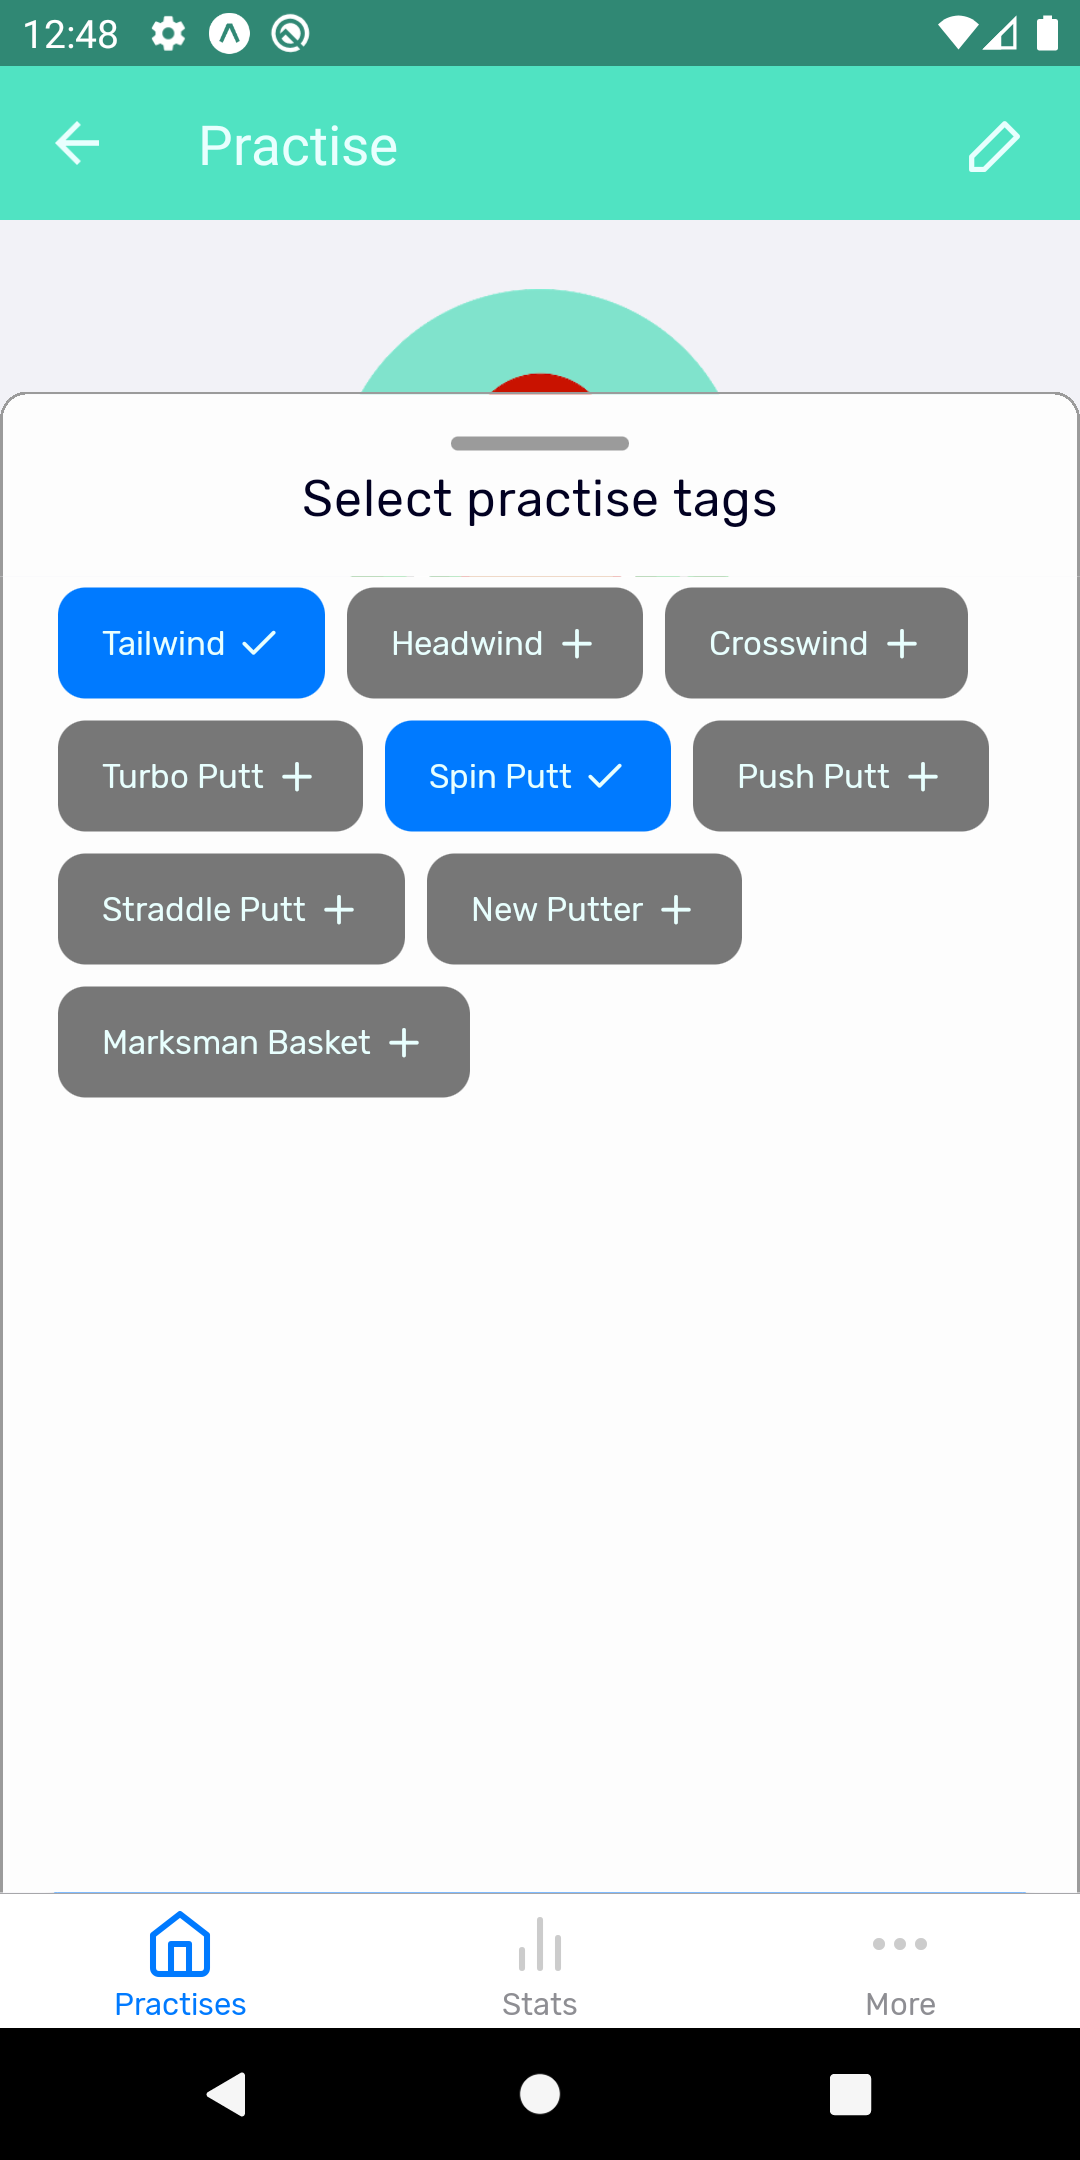 12:48
Practise
Select practise tags
Tailwind Headwind Crosswind
Turbo Putt Spin Putt Push Putt
Straddle Putt New Putter
Marksman Basket
Practises Stats More